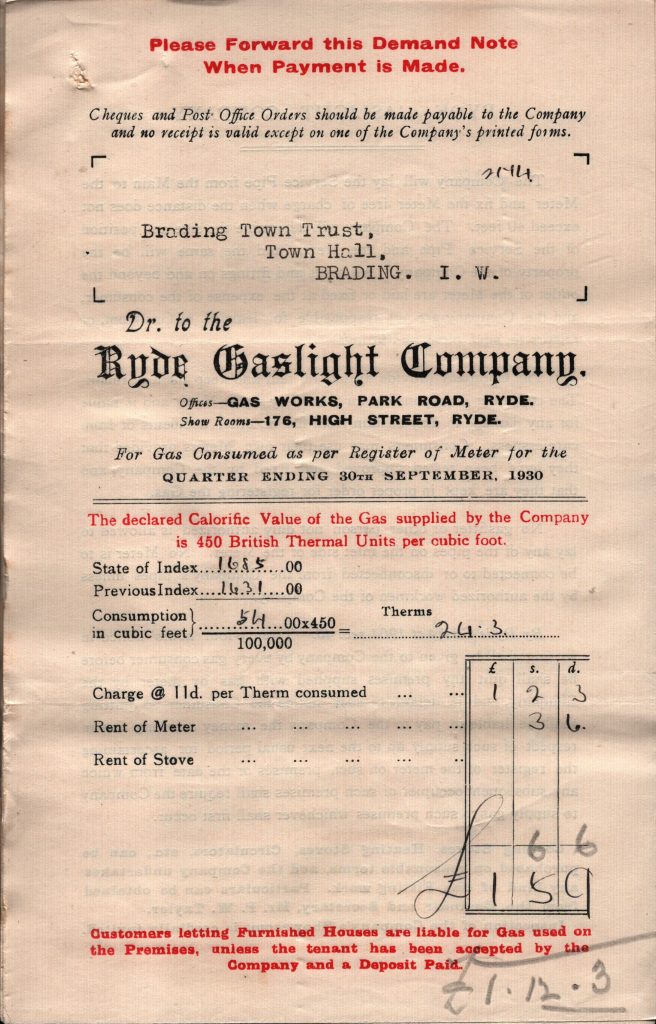 Please Forward this Demand Note
When Payment is Made.
Cheques and Post Office Orders should be made payable to the Company
and no receipt is valid except on one of the Company's printed forms.
Brading Town Trust,
Town Hall,
BRADING. I. W.
Dr. to the
Ryde Gaslight Company.
Offices—GAS WORKS, PARK ROAD, RYDE.
Show Rooms—176, HIGH STREET, RYDE.
For Gas Consumed as per Register of Meter for the
QUARTER ENDING 30TH SEPTEMBER, 1930
The declared Calorific Value of the Gas supplied by the Company
is 450 British Thermal Units per cubic foot.
State of Index....1685....00
Previous Index....1631....00
Consumption in cubic feet} 54 00x450 / 100,000 = Therms 24.3
£ s. d.
Charge @ 11d. per Therm consumed ... ... 1 2 3
Rent of Meter ... ... ... ... ... 3 6
Rent of Stove ... ... ... ... ...
6 6
£ 1 5 9
Customers letting Furnished Houses are liable for Gas used on
the Premises, unless the tenant has been accepted by the
Company and a Deposit Paid.
£1.12.3